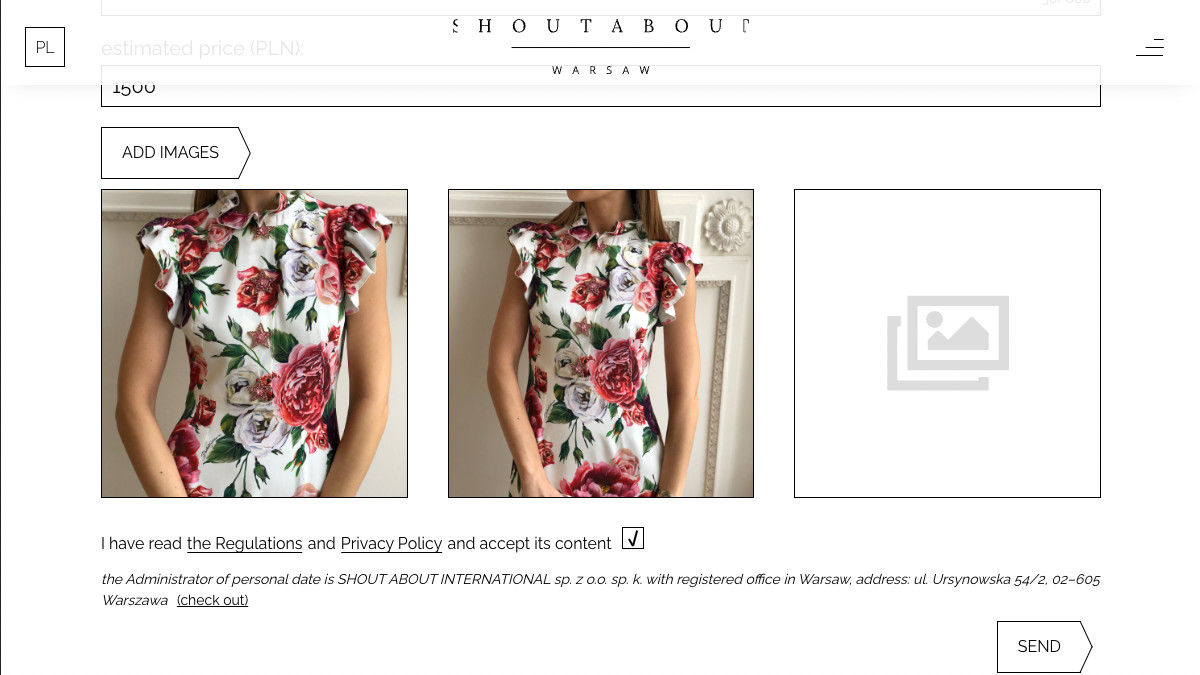 SHOUTABOUT
PL
estimated price (PLN):
WARSAW
1500
ADD IMAGES
I have read the Regulations and Privacy Policy and accept its content
the Administrator of personal date is SHOUT ABOUT INTERNATIONAL sp. z o.o. sp. k. with registered office in Warsaw, address: ul. Ursynowska 54/2, 02-605
Warszawa (check out)
SEND